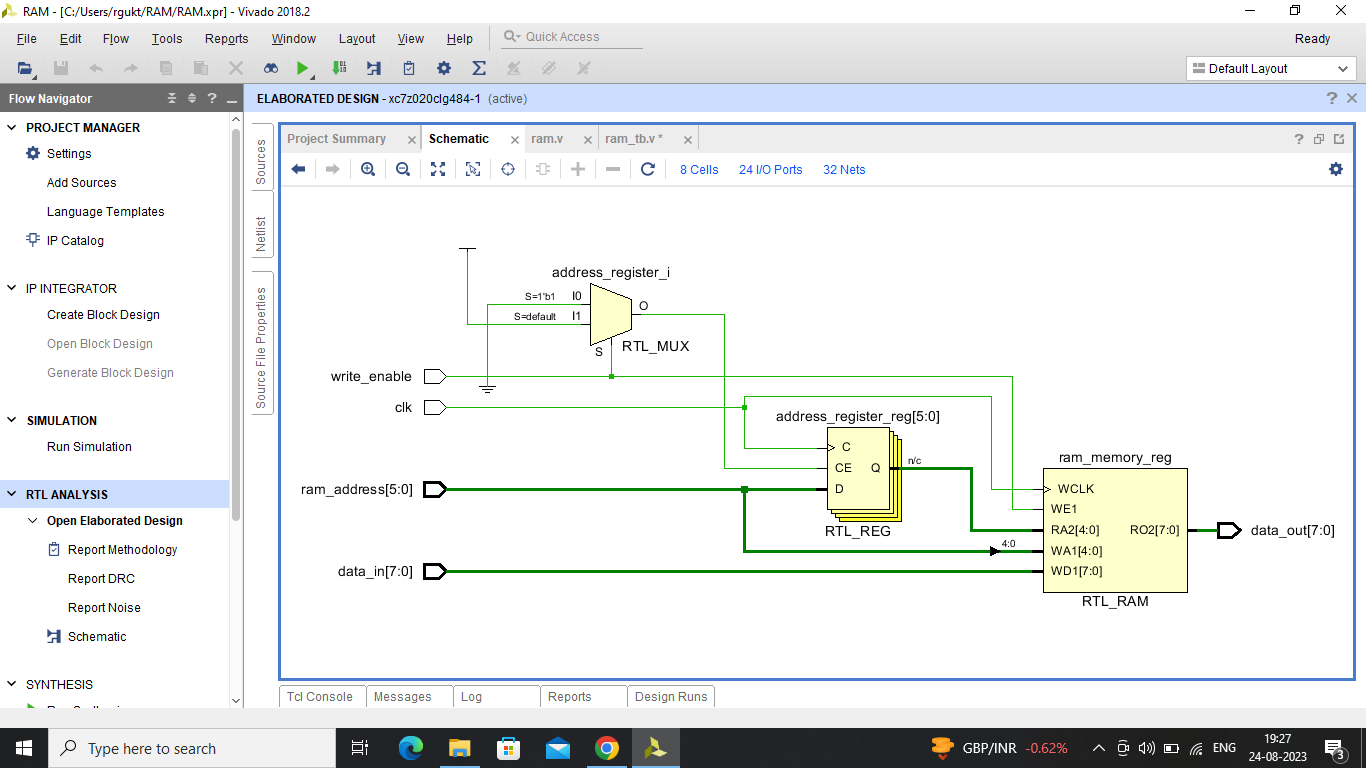 RAM - [C:/Users/rgukt/RAM/RAM.xpr] - Vivado 2018.2
File Edit Flow Tools Reports Window Layout View Help Quick Access Ready
Default Layout
Flow Navigator
ELABORATED DESIGN - xc7z020clg484-1 (active)
PROJECT MANAGER
Settings
Add Sources
Language Templates
IP Catalog
IP INTEGRATOR
Create Block Design
Open Block Design
Generate Block Design
SIMULATION
Run Simulation
RTL ANALYSIS
Open Elaborated Design
Report Methodology
Report DRC
Report Noise
Schematic
SYNTHESIS
Sources
Netlist
Source File Properties
Project Summary Schematic ram.v ram_tb.v *
8 Cells 24 I/O Ports 32 Nets
address_register_i
S=1'b1 I0
S=default I1
O
S
RTL_MUX
write_enable
clk
address_register_reg[5:0]
C
CE Q
D
n/c
RTL_REG
ram_address[5:0]
data_in[7:0]
ram_memory_reg
WCLK
WE1
RA2[4:0] RO2[7:0]
4:0
WA1[4:0]
WD1[7:0]
RTL_RAM
data_out[7:0]
Tcl Console Messages Log Reports Design Runs
Type here to search
GBP/INR -0.62%
ENG
19:27
24-08-2023
3